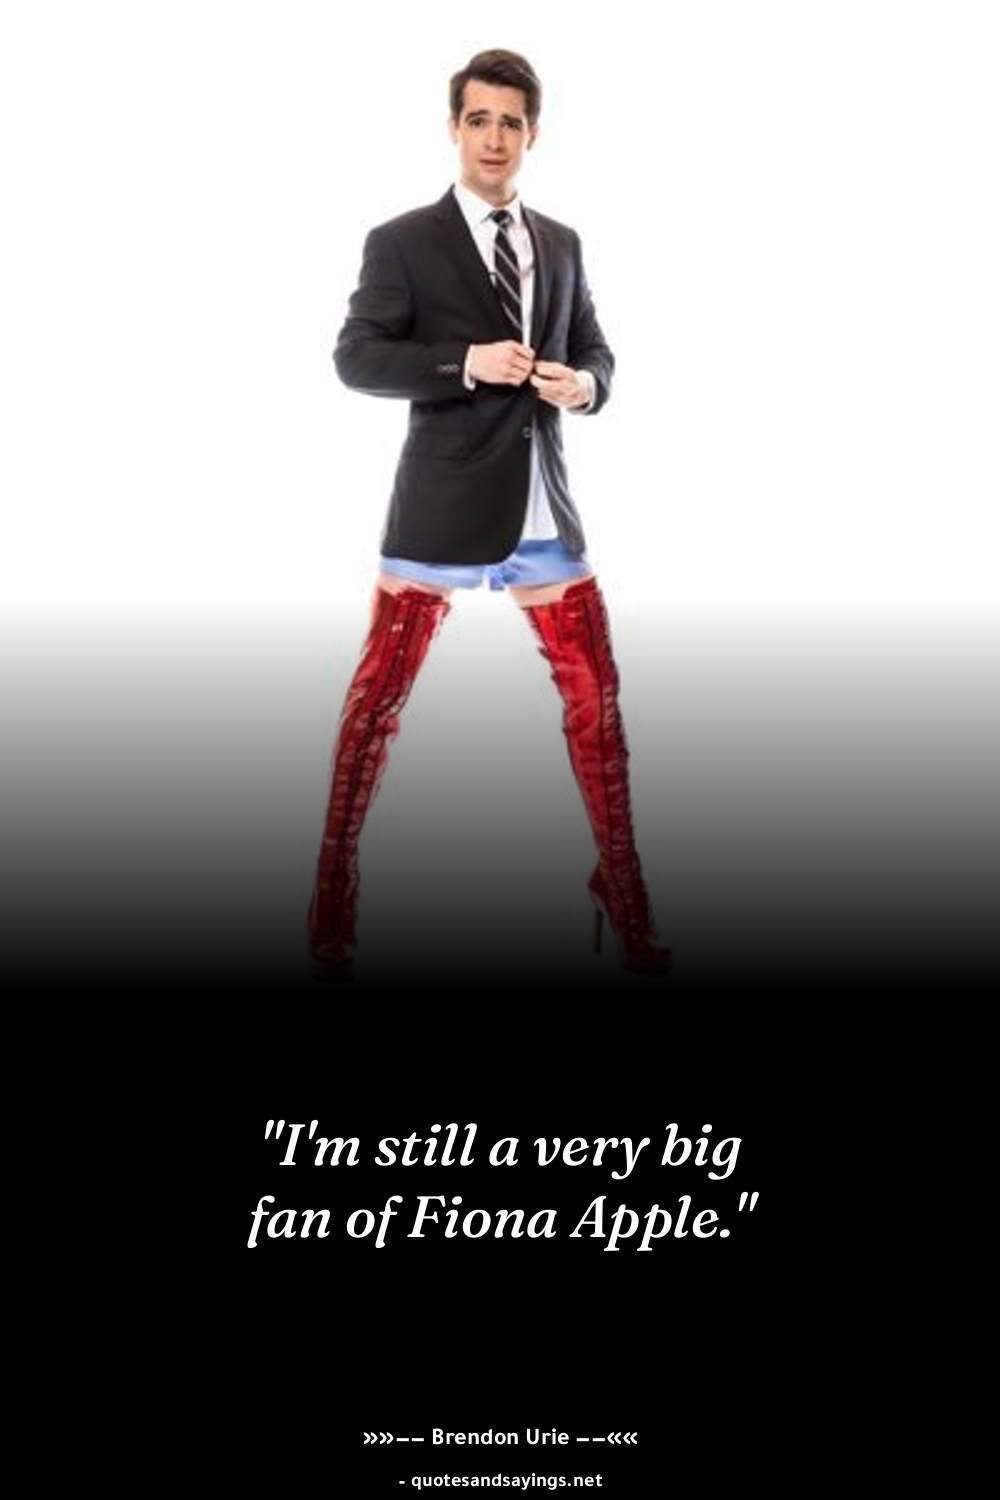 "I'm still a very big
fan of Fiona Apple."
»»−− Brendon Urie −−««
- quotesandsayings.net